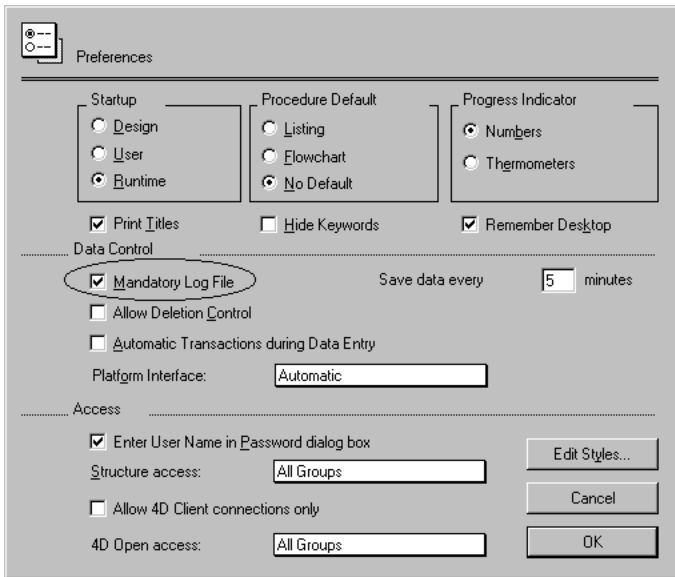 Preferences
Startup
Procedure Default
Progress Indicator
Design
Listing
Numbers
User
Flowchart
Thermometers
Runtime
No Default
Print Titles
Hide Keywords
Remember Desktop
Data Control
Mandatory Log File
Save data every 5 minutes
Allow Deletion Control
Automatic Transactions during Data Entry
Platform Interface: Automatic
Access
Enter User Name in Password dialog box
Edit Styles...
Structure access: All Groups
Allow 4D Client connections only
Cancel
4D Open access: All Groups
OK